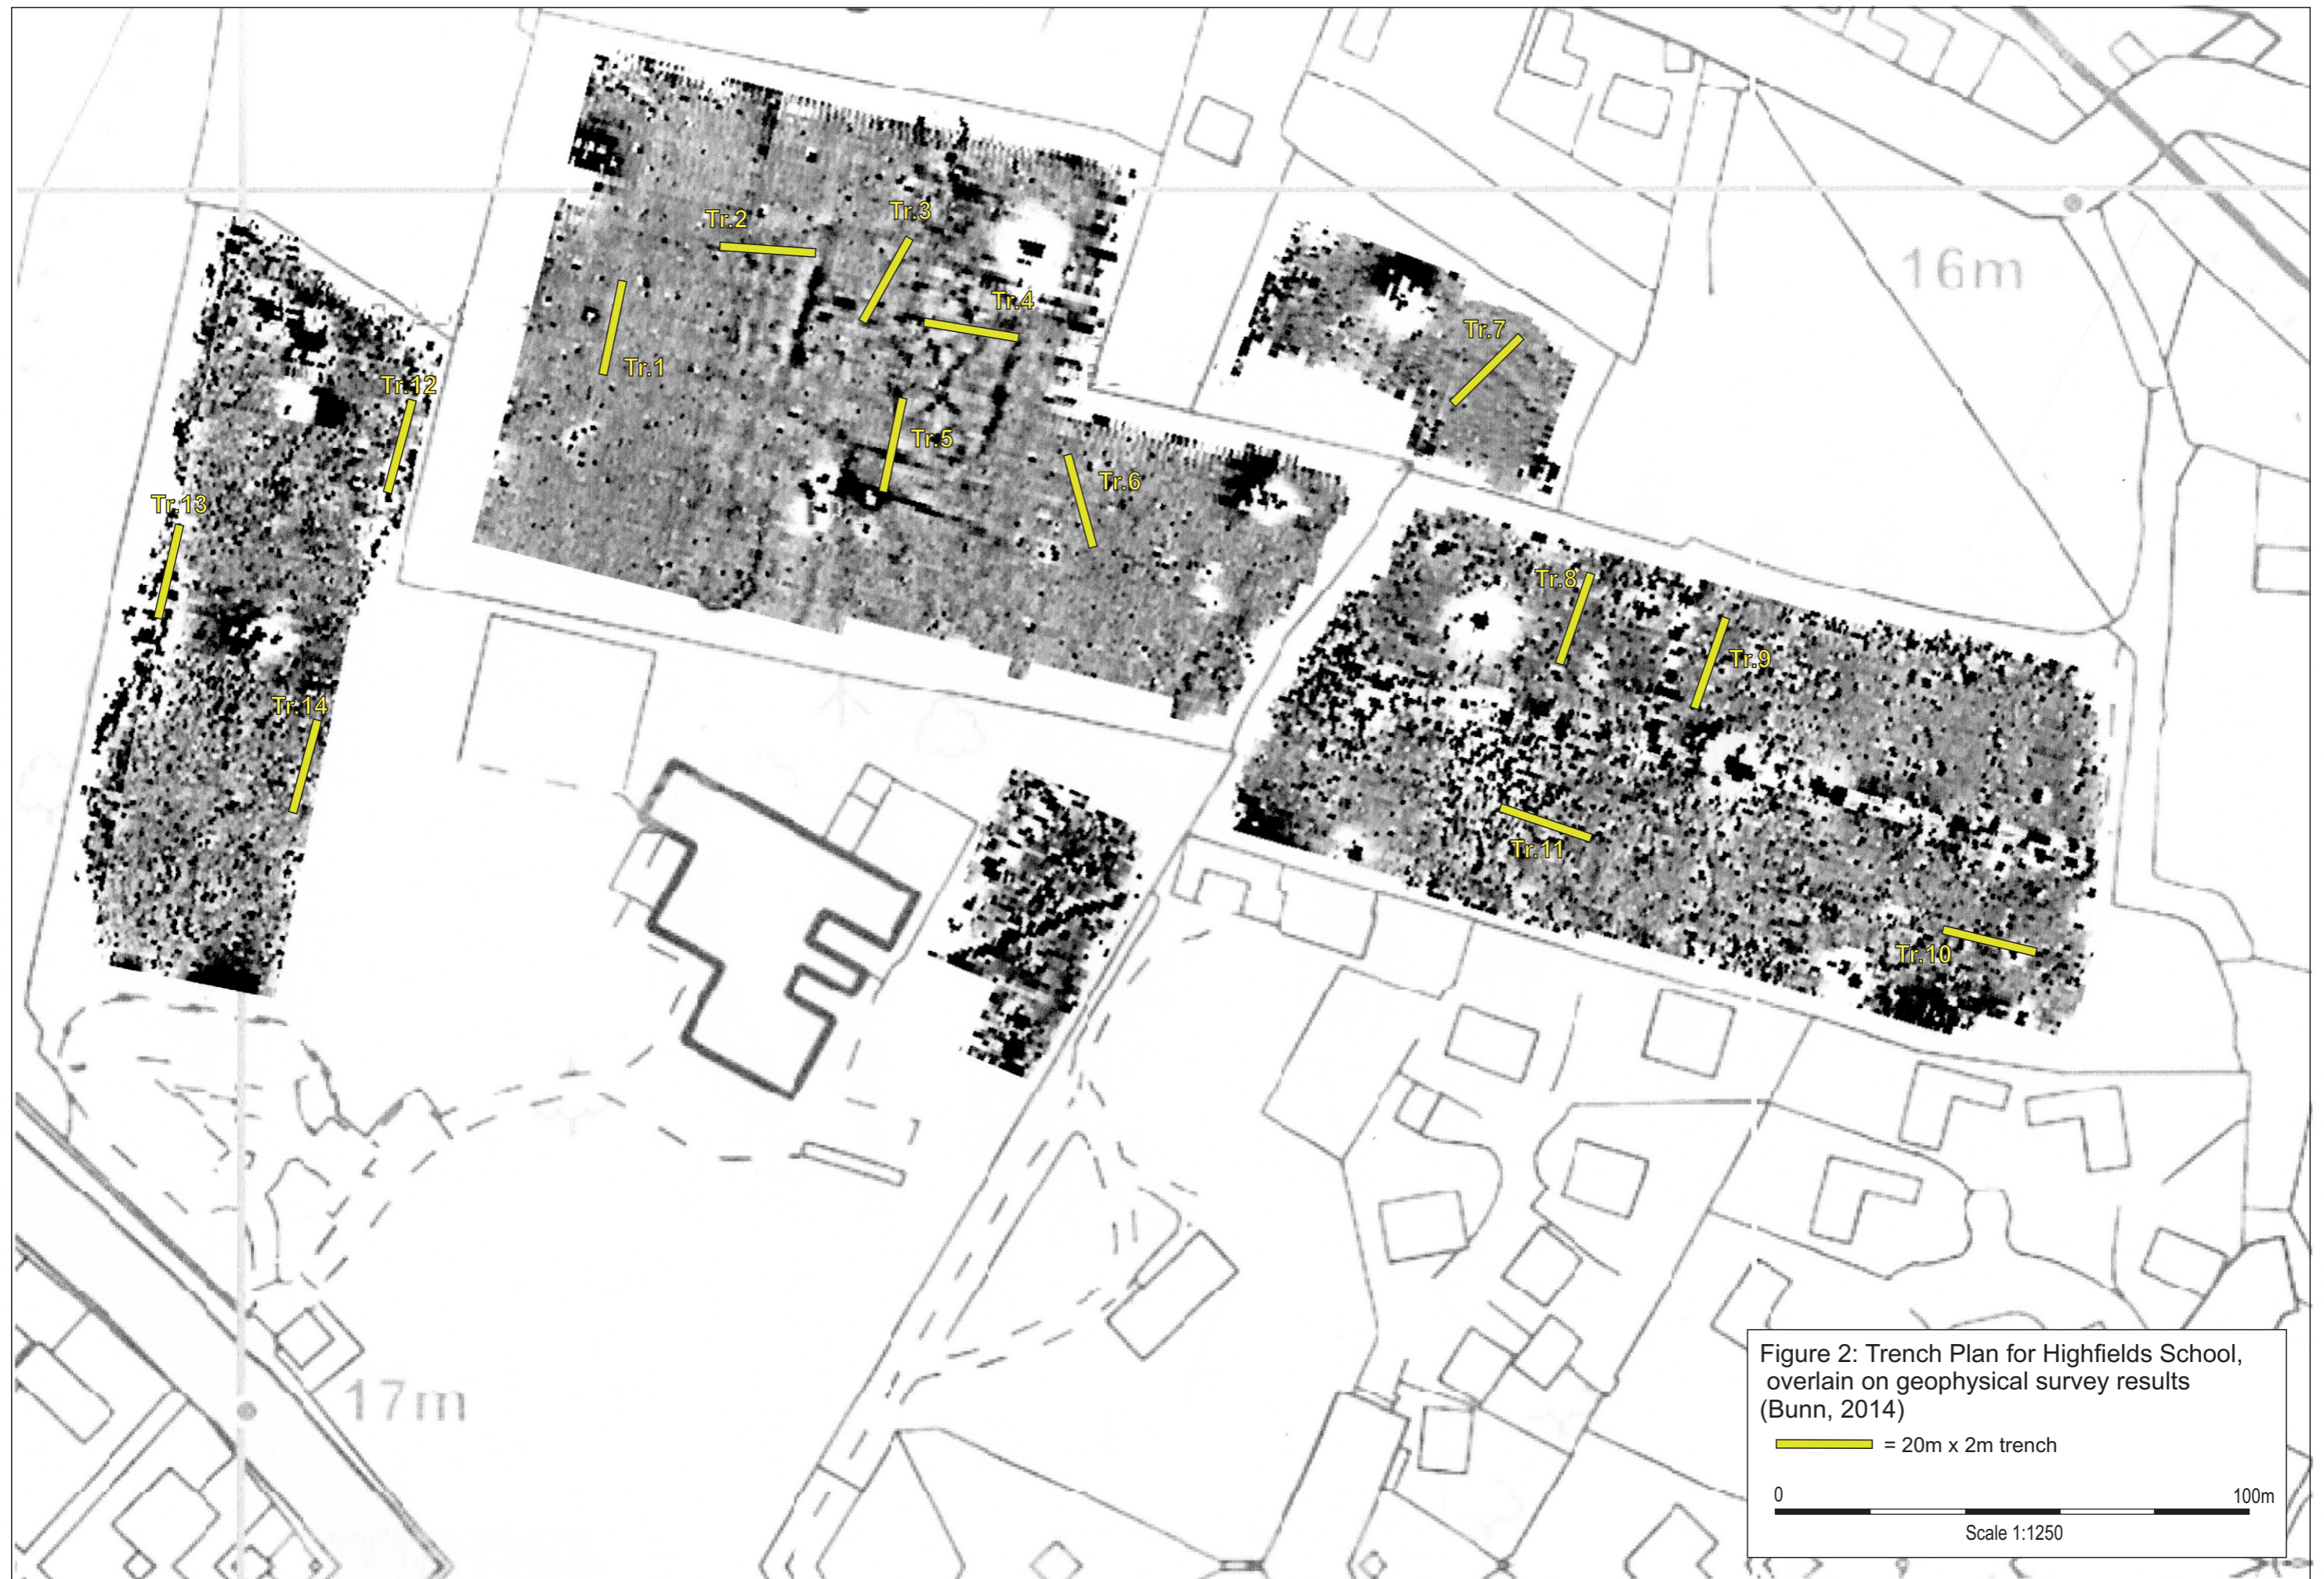 Tr.2
Tr.3
16m
Tr.4
Tr.7
Tr.1
Tr.12
Tr.5
Tr.6
Tr.13
Tr.8
Tr.9
Tr.14
Tr.11
Tr.10
17m
Figure 2: Trench Plan for Highfields School,
overlain on geophysical survey results
(Bunn, 2014)
= 20m x 2m trench
0 100m
Scale 1:1250